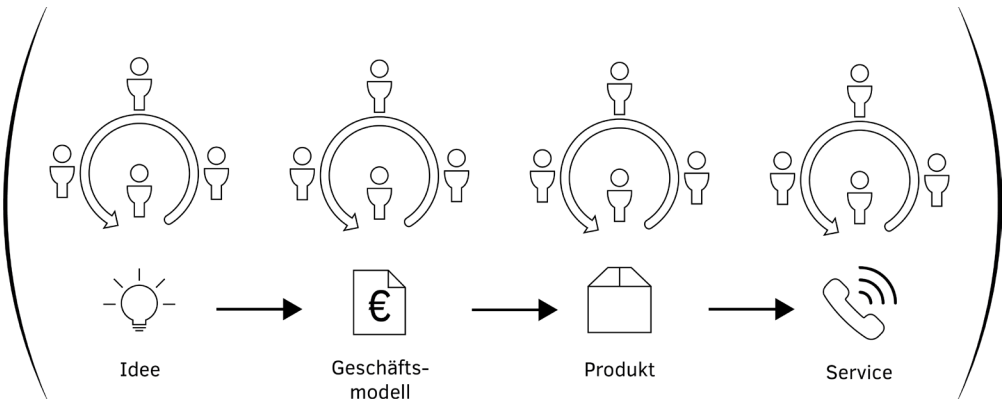 €
Idee
Geschäfts-
modell
Produkt
Service